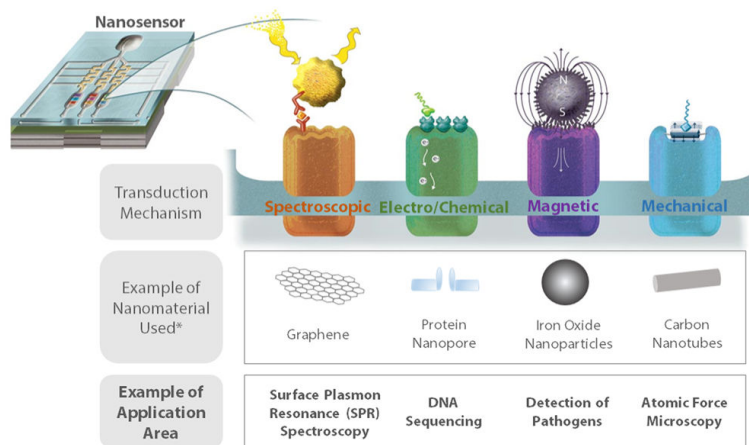 Nanosensor
N
S
e-
e-
e-
Transduction
Mechanism
Spectroscopic
Electro/Chemical
Magnetic
Mechanical
Example of
Nanomaterial
Used*
Graphene
Protein
Nanopore
Iron Oxide
Nanoparticles
Carbon
Nanotubes
Example of
Application
Area
Surface Plasmon
Resonance (SPR)
Spectroscopy
DNA
Sequencing
Detection of
Pathogens
Atomic Force
Microscopy